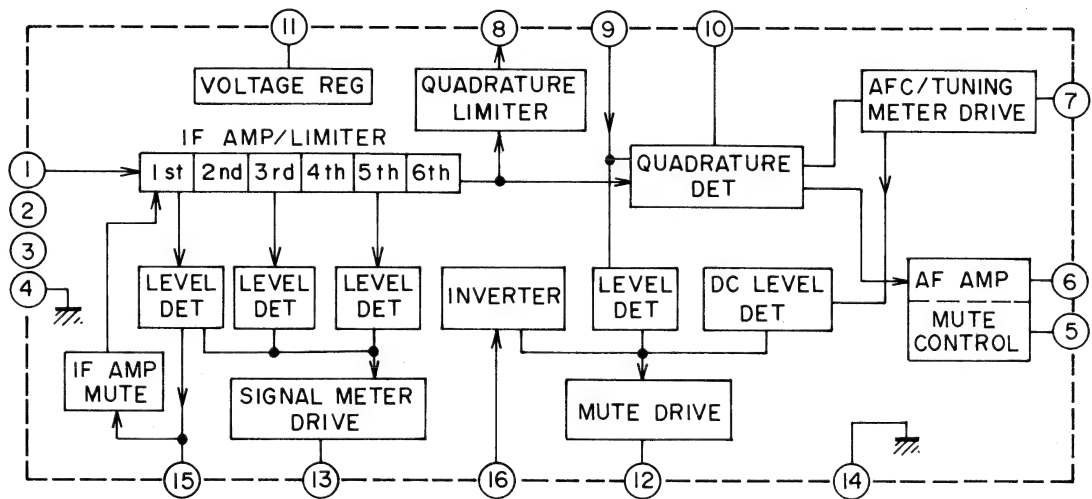 11
8
9
10
VOLTAGE REG
QUADRATURE
LIMITER
AFC/TUNING
METER DRIVE
7
IF AMP/LIMITER
1
1st 2nd 3rd 4th 5th 6th
QUADRATURE
DET
2
3
4
LEVEL
DET
LEVEL
DET
LEVEL
DET
INVERTER
LEVEL
DET
DC LEVEL
DET
AF AMP
6
MUTE
CONTROL
5
IF AMP
MUTE
SIGNAL METER
DRIVE
MUTE DRIVE
15
13
16
12
14